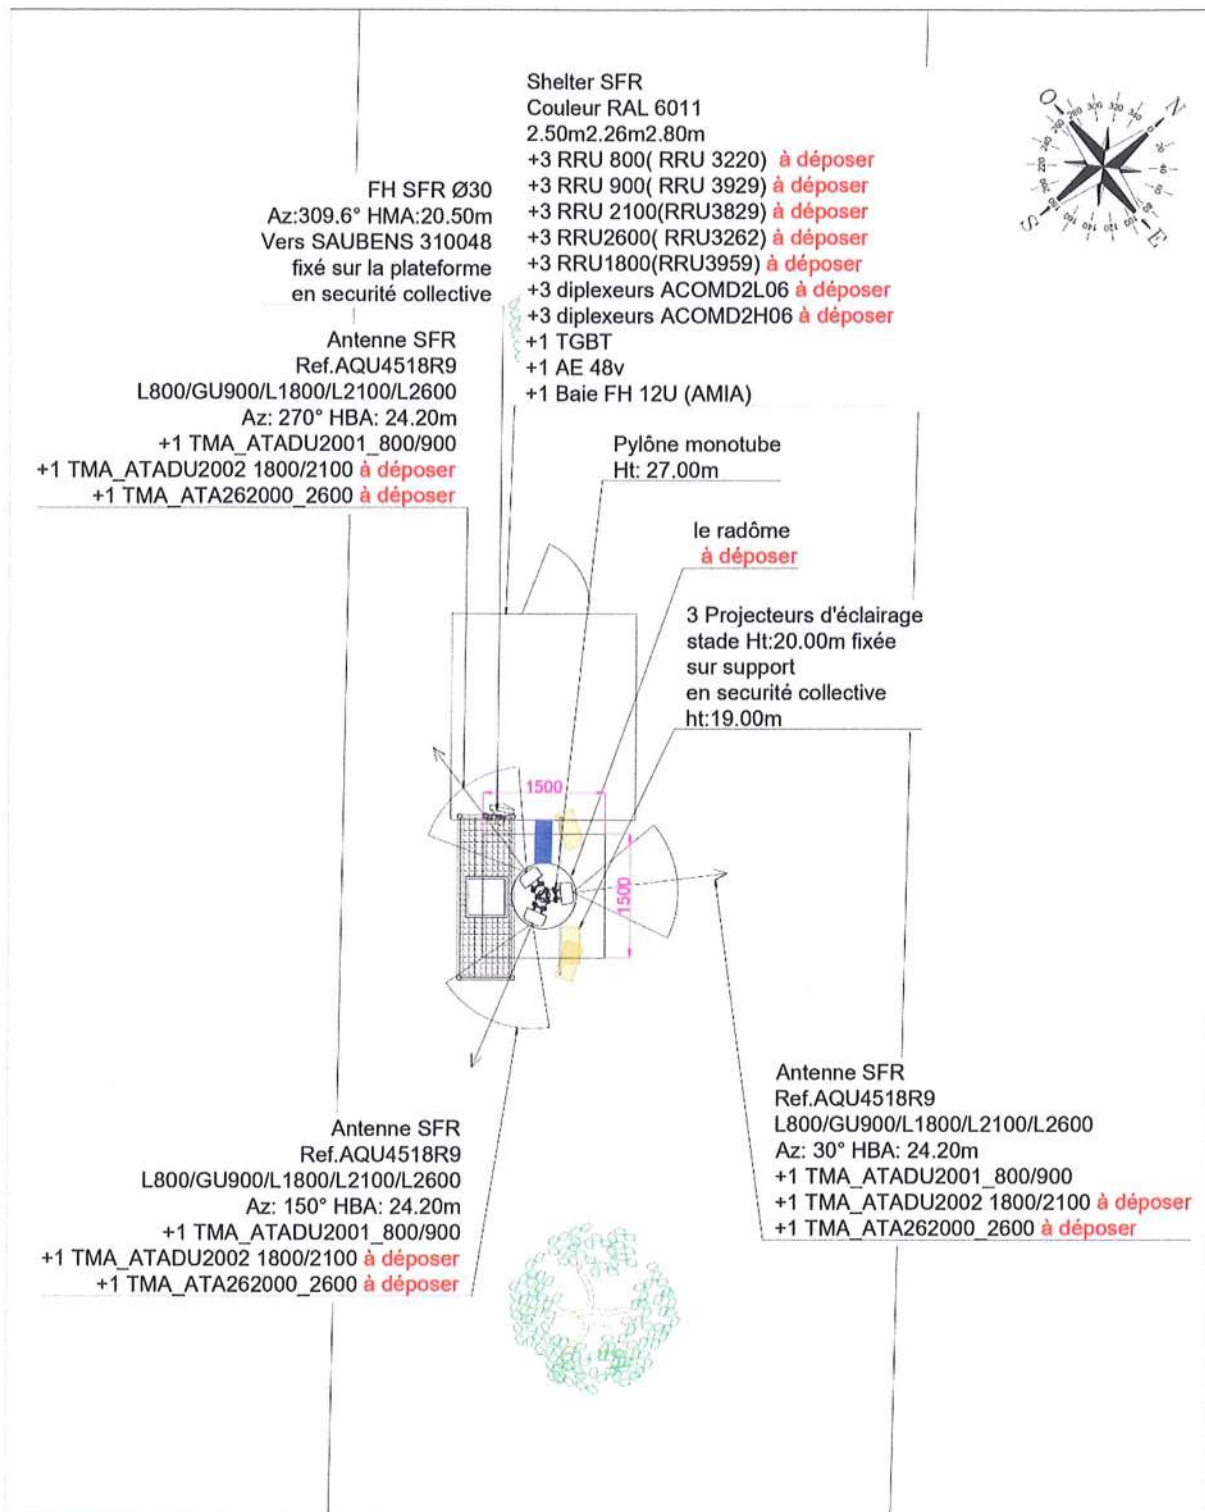 Shelter SFR
Couleur RAL 6011
2.50m2.26m2.80m
+3 RRU 800( RRU 3220) à déposer
+3 RRU 900( RRU 3929) à déposer
+3 RRU 2100(RRU3829) à déposer
+3 RRU2600( RRU3262) à déposer
+3 RRU1800(RRU3959) à déposer
+3 diplexeurs ACOMD2L06 à déposer
+3 diplexeurs ACOMD2H06 à déposer
+1 TGBT
+1 AE 48v
+1 Baie FH 12U (AMIA)
O
N
S
E
FH SFR Ø30
Az:309.6° HMA:20.50m
Vers SAUBENS 310048
fixé sur la plateforme
en securité collective
Antenne SFR
Ref.AQU4518R9
L800/GU900/L1800/L2100/L2600
Az: 270° HBA: 24.20m
+1 TMA_ATADU2001_800/900
+1 TMA_ATADU2002 1800/2100 à déposer
+1 TMA_ATA262000_2600 à déposer
Pylône monotube
Ht: 27.00m
le radôme
à déposer
3 Projecteurs d'éclairage
stade Ht:20.00m fixée
sur support
en securité collective
ht:19.00m
1500
1500
Antenne SFR
Ref.AQU4518R9
L800/GU900/L1800/L2100/L2600
Az: 30° HBA: 24.20m
+1 TMA_ATADU2001_800/900
+1 TMA_ATADU2002 1800/2100 à déposer
+1 TMA_ATA262000_2600 à déposer
Antenne SFR
Ref.AQU4518R9
L800/GU900/L1800/L2100/L2600
Az: 150° HBA: 24.20m
+1 TMA_ATADU2001_800/900
+1 TMA_ATADU2002 1800/2100 à déposer
+1 TMA_ATA262000_2600 à déposer